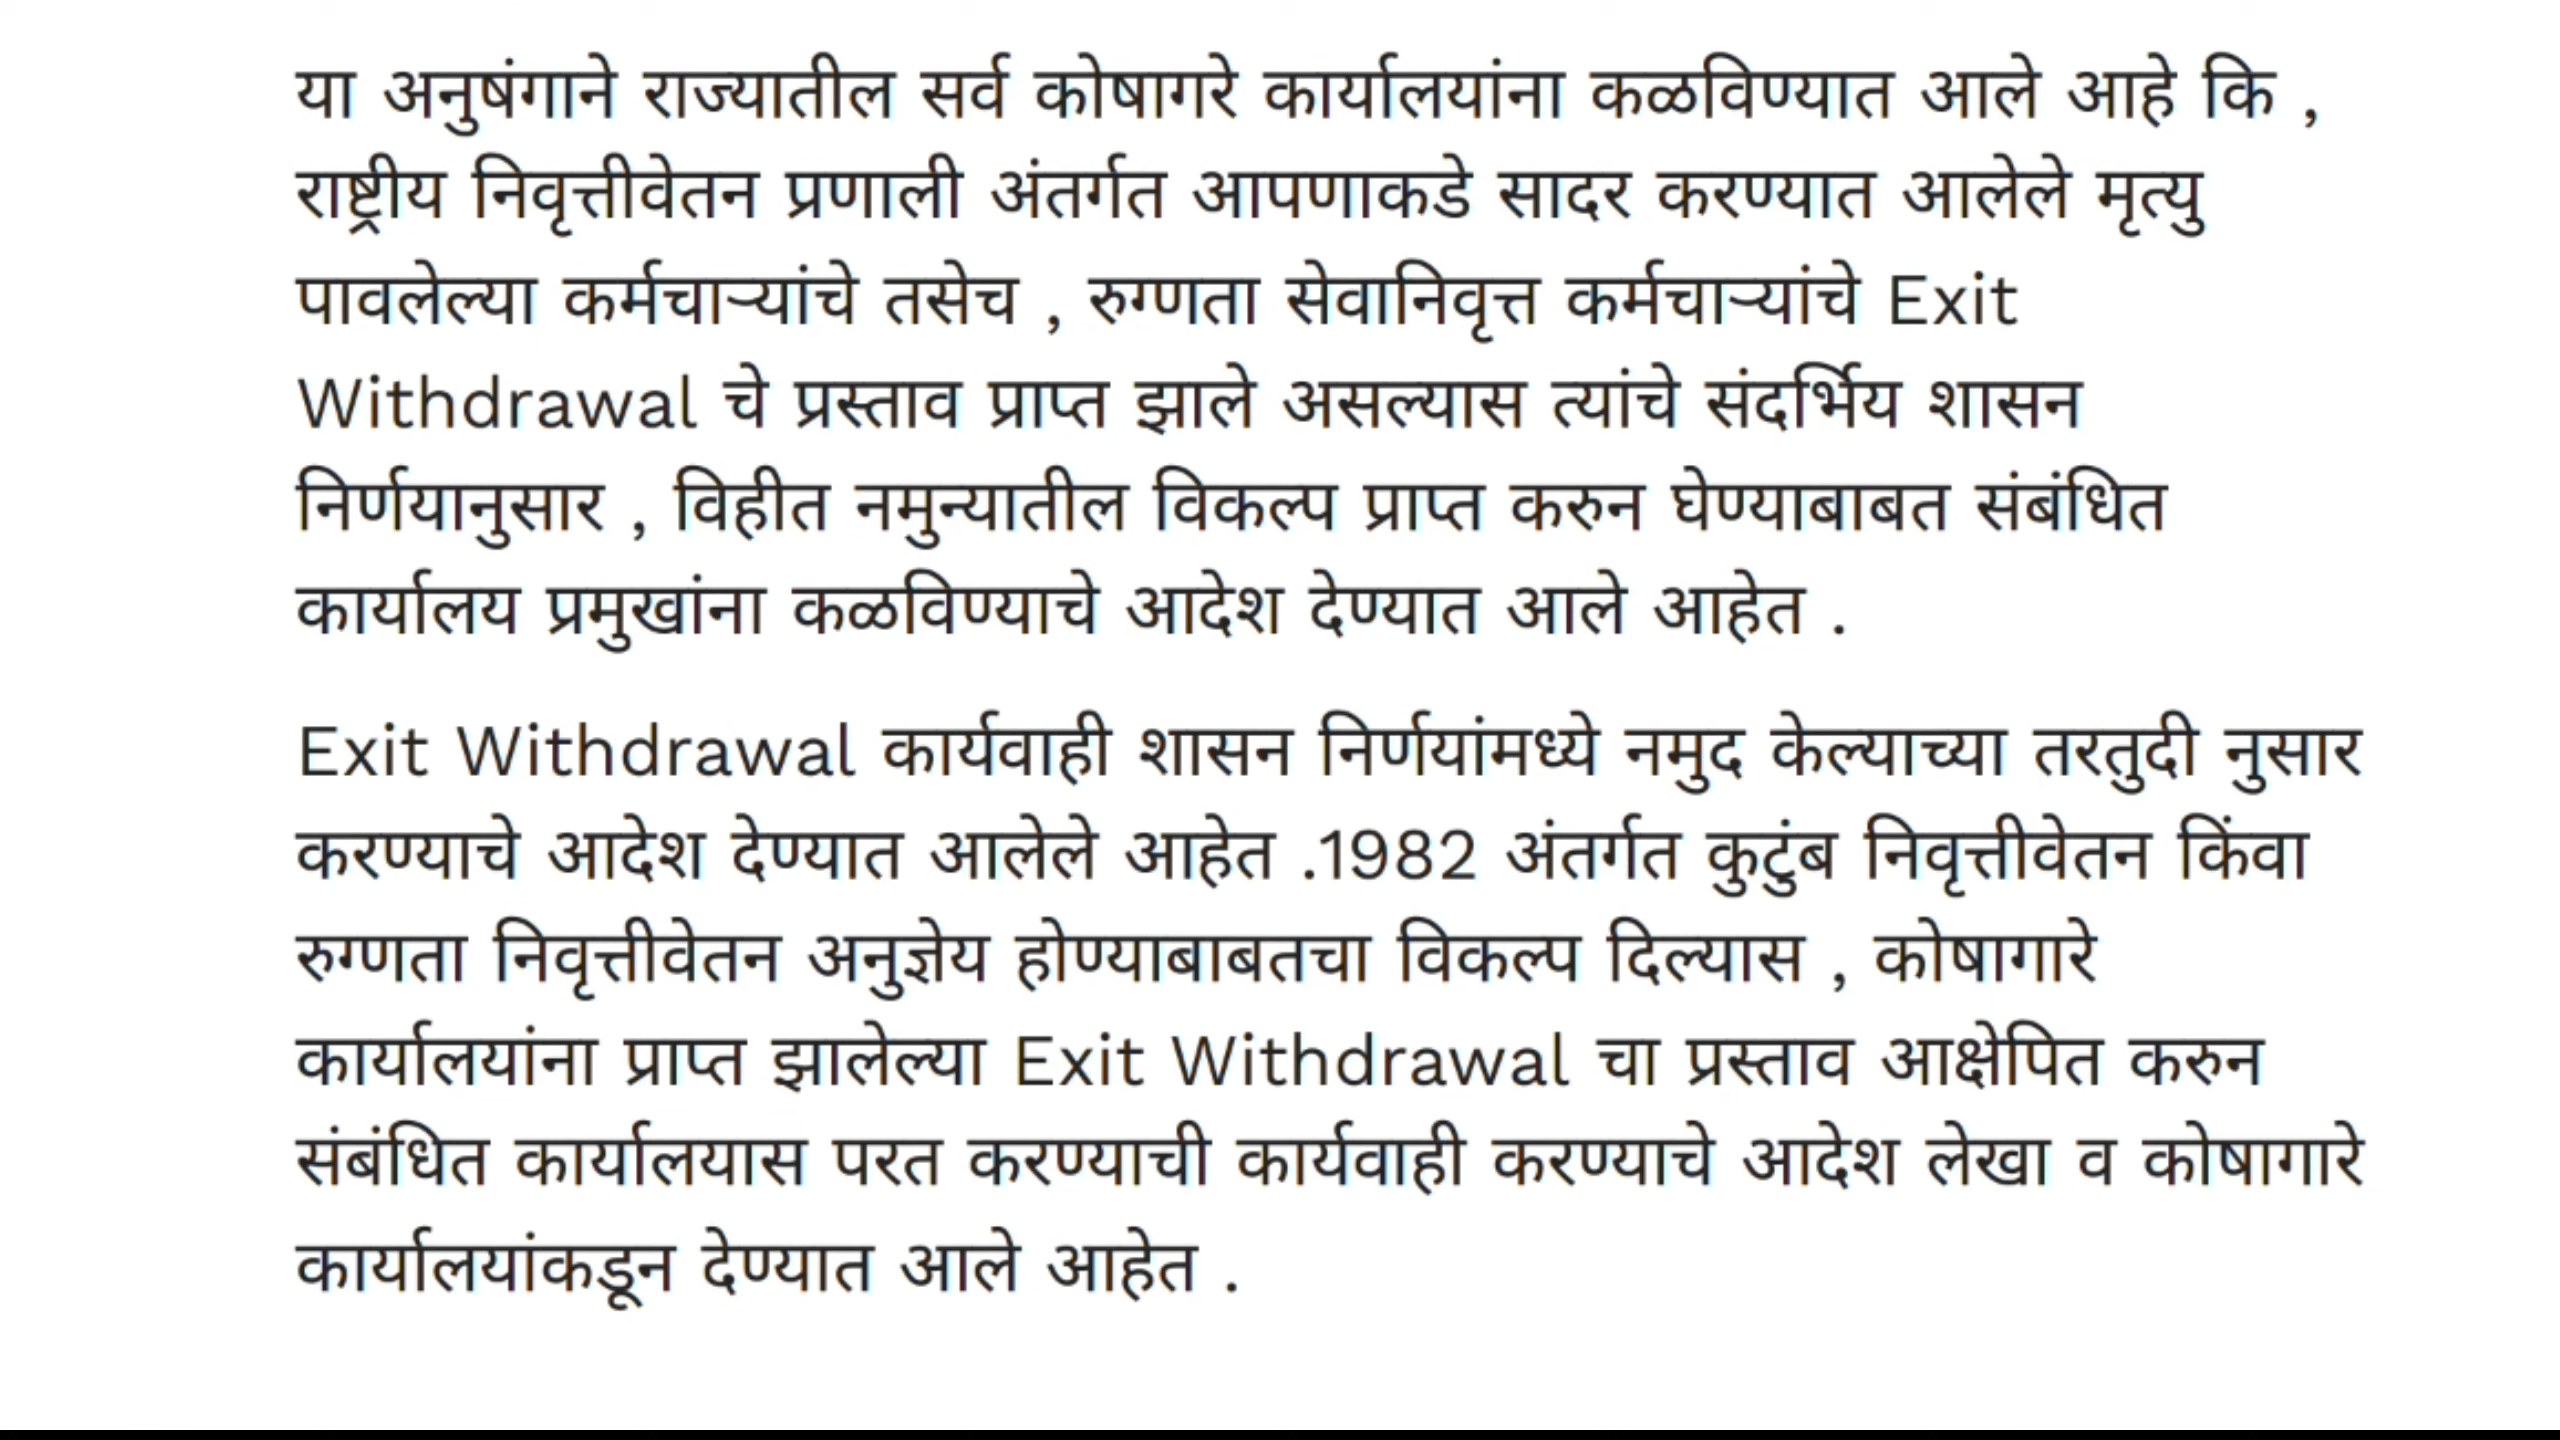 या अनुषंगाने राज्यातील सर्व कोषागरे कार्यालयांना कळविण्यात आले आहे कि ,
राष्ट्रीय निवृत्तीवेतन प्रणाली अंतर्गत आपणाकडे सादर करण्यात आलेले मृत्यु
पावलेल्या कर्मचाऱ्यांचे तसेच , रुग्णता सेवानिवृत्त कर्मचाऱ्यांचे Exit
Withdrawal चे प्रस्ताव प्राप्त झाले असल्यास त्यांचे संदर्भिय शासन
निर्णयानुसार , विहीत नमुन्यातील विकल्प प्राप्त करुन घेण्याबाबत संबंधित
कार्यालय प्रमुखांना कळविण्याचे आदेश देण्यात आले आहेत .
Exit Withdrawal कार्यवाही शासन निर्णयांमध्ये नमुद केल्याच्या तरतुदी नुसार
करण्याचे आदेश देण्यात आलेले आहेत .1982 अंतर्गत कुटुंब निवृत्तीवेतन किंवा
रुग्णता निवृत्तीवेतन अनुज्ञेय होण्याबाबतचा विकल्प दिल्यास , कोषागारे
कार्यालयांना प्राप्त झालेल्या Exit Withdrawal चा प्रस्ताव आक्षेपित करुन
संबंधित कार्यालयास परत करण्याची कार्यवाही करण्याचे आदेश लेखा व कोषागारे
कार्यालयांकडून देण्यात आले आहेत .